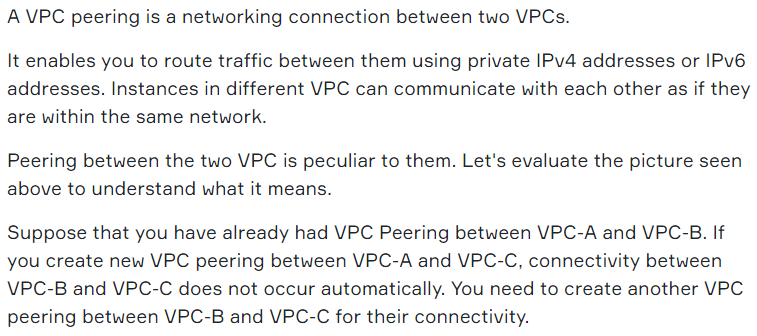 A VPC peering is a networking connection between two VPCs.
It enables you to route traffic between them using private IPv4 addresses or IPv6
addresses. Instances in different VPC can communicate with each other as if they
are within the same network.
Peering between the two VPC is peculiar to them. Let's evaluate the picture seen
above to understand what it means.
Suppose that you have already had VPC Peering between VPC-A and VPC-B. If
you create new VPC peering between VPC-A and VPC-C, connectivity between
VPC-B and VPC-C does not occur automatically. You need to create another VPC
peering between VPC-B and VPC-C for their connectivity.